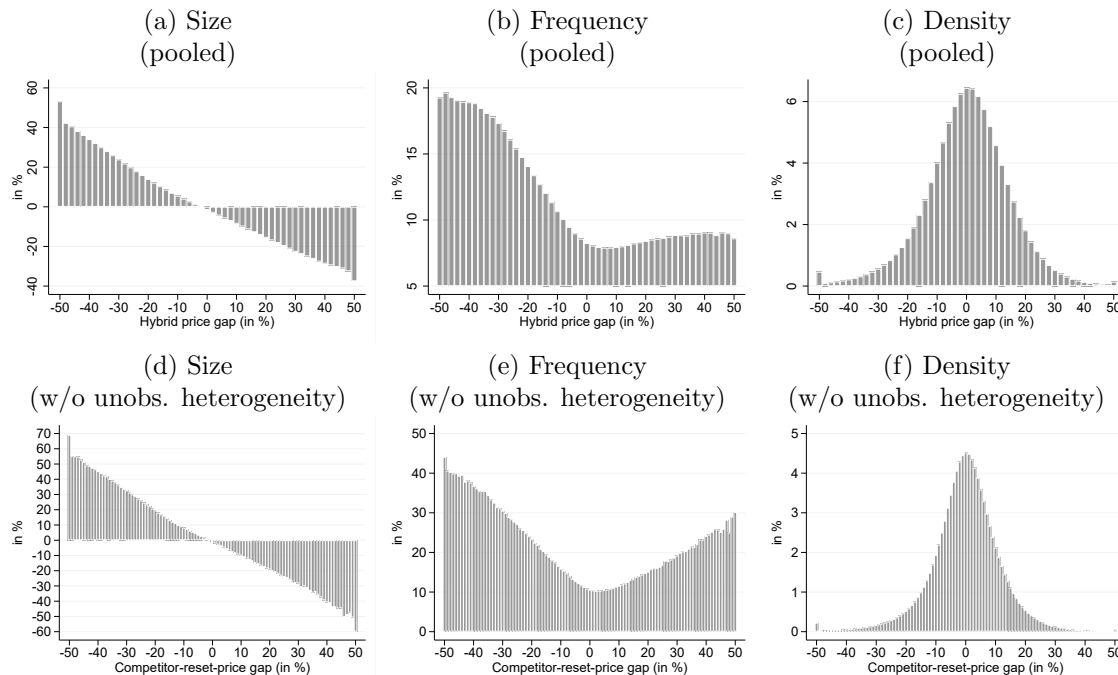 (a) Size
(pooled)
60
40
20
0
-20
-40
in %
-50 -40 -30 -20 -10 0 10 20 30 40 50
Hybrid price gap (in %)
(b) Frequency
(pooled)
20
15
10
5
in %
-50 -40 -30 -20 -10 0 10 20 30 40 50
Hybrid price gap (in %)
(c) Density
(pooled)
6
4
2
0
in %
-50 -40 -30 -20 -10 0 10 20 30 40 50
Hybrid price gap (in %)
(d) Size
(w/o unobs. heterogeneity)
70
60
50
40
30
20
10
0
-10
-20
-30
-40
-50
-60
in %
-50 -40 -30 -20 -10 0 10 20 30 40 50
Competitor-reset-price gap (in %)
(e) Frequency
(w/o unobs. heterogeneity)
50
40
30
20
10
0
in %
-50 -40 -30 -20 -10 0 10 20 30 40 50
Competitor-reset-price gap (in %)
(f) Density
(w/o unobs. heterogeneity)
5
4
3
2
1
0
in %
-50 -40 -30 -20 -10 0 10 20 30 40 50
Competitor-reset-price gap (in %)